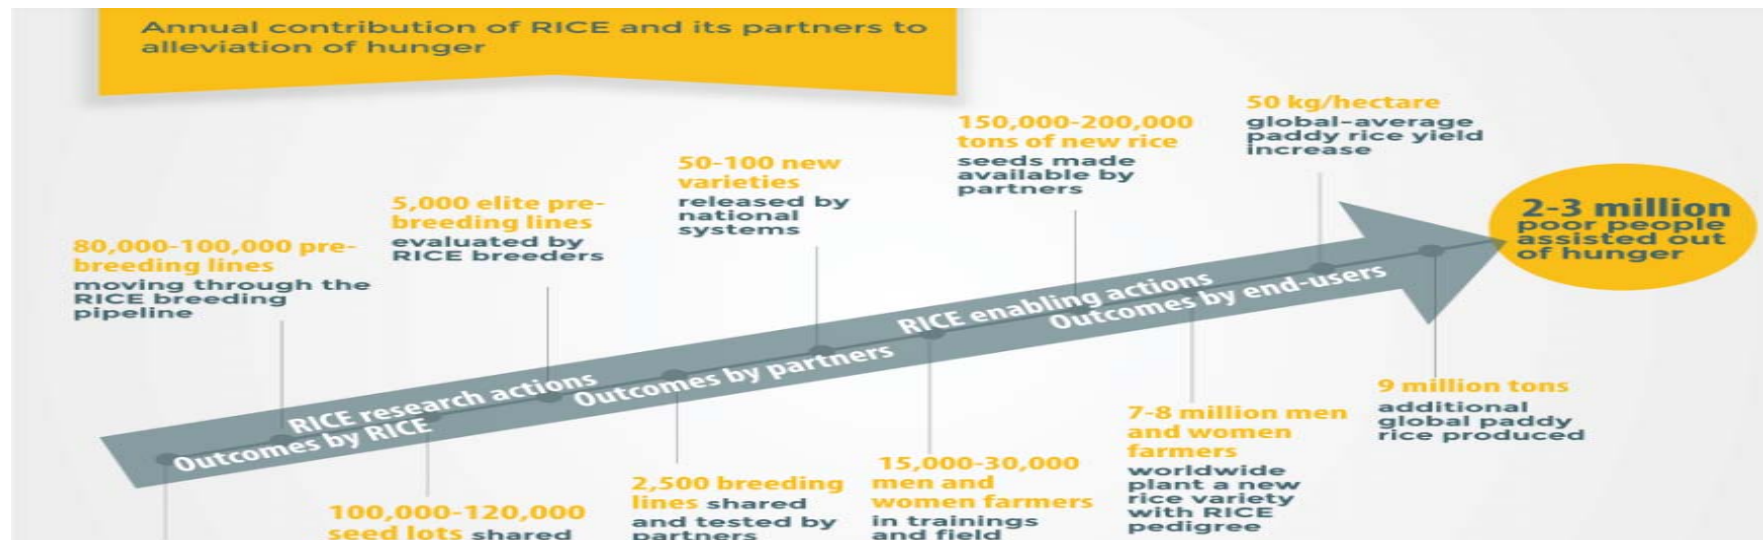 Annual contribution of RICE and its partners to
alleviation of hunger
80,000-100,000 pre-
breeding lines
moving through the
RICE breeding
pipeline
5,000 elite pre-
breeding lines
evaluated by
RICE breeders
50-100 new
varieties
released by
national
systems
150,000-200,000
tons of new rice
seeds made
available by
partners
50 kg/hectare
global-average
paddy rice yield
increase
2-3 million
poor people
assisted out
of hunger
RICE research actions
Outcomes by RICE
Outcomes by partners
RICE enabling actions
Outcomes by end-users
100,000-120,000
seed lots shared
2,500 breeding
lines shared
and tested by
partners
15,000-30,000
men and
women farmers
in trainings
and field
7-8 million men
and women
farmers
worldwide
plant a new
rice variety
with RICE
pedigree
9 million tons
additional
global paddy
rice produced